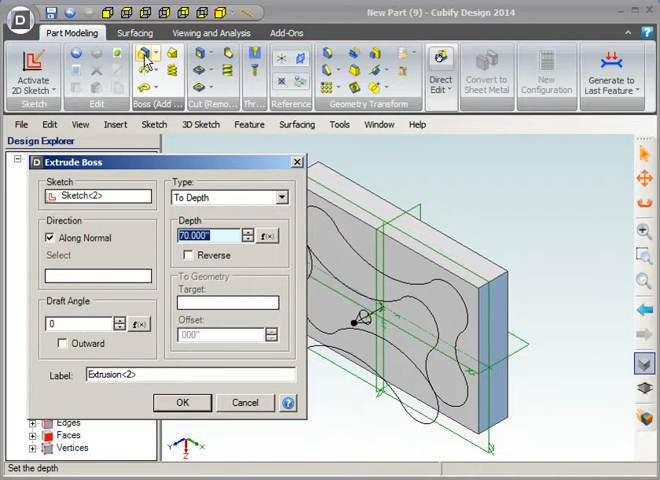 New Part (9) - Cubify Design 2014
D
Part Modeling
Surfacing
Viewing and Analysis
Add-Ons
Activate
2D Sketch
Direct
Edit
Convert to
Sheet Metal
New
Configuration
Generate to
LayFirst
Sketch
Edit
Boss (Add ...
Cut (Remo...
Thr...
Reference
Geometry Transform
File
Edit
View
Insert
Sketch
3D Sketch
Feature
Surfacing
Tools
Window
Help
Design Explorer
D Extrude Boss
Sketch
Sketch<2>
Direction
Along Normal
Select
Draft Angle
0
f(x)
Outward
Type:
To Depth
Depth
70.000"
f(x)
Reverse
To Geometry
Target:
Offset:
.000"
Label:
Extrusion<2>
OK
Cancel
?
Edges
Faces
Vertices
Y
X
Z
Set the depth